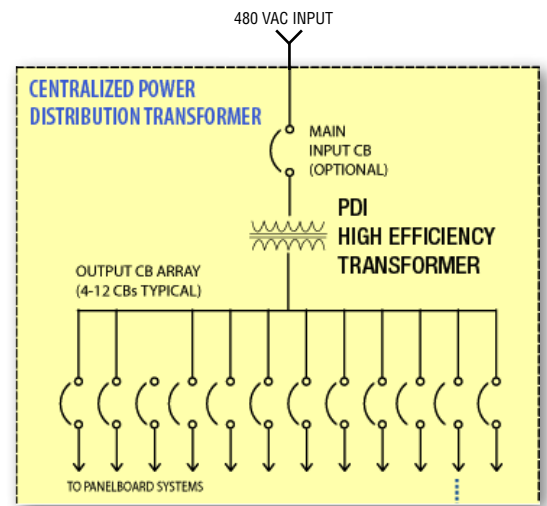 480 VAC INPUT
CENTRALIZED POWER
DISTRIBUTION TRANSFORMER
MAIN
INPUT CB
(OPTIONAL)
PDI
HIGH EFFICIENCY
TRANSFORMER
OUTPUT CB ARRAY
(4-12 CBs TYPICAL)
TO PANELBOARD SYSTEMS